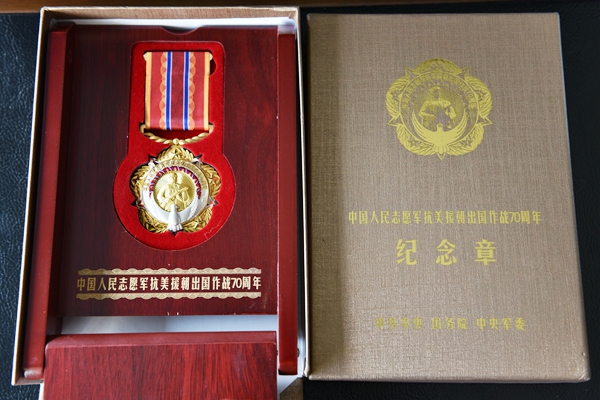 中国人民志愿军抗美援朝出国作战70周年
中国人民志愿军抗美援朝出国作战70周年
纪念章
中共中央 国务院 中央军委